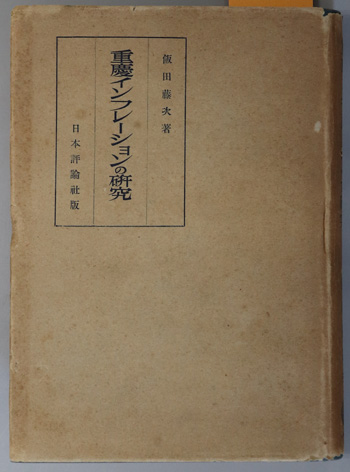 飯田藤次著
重慶インフレーションの研究
日本評論社版